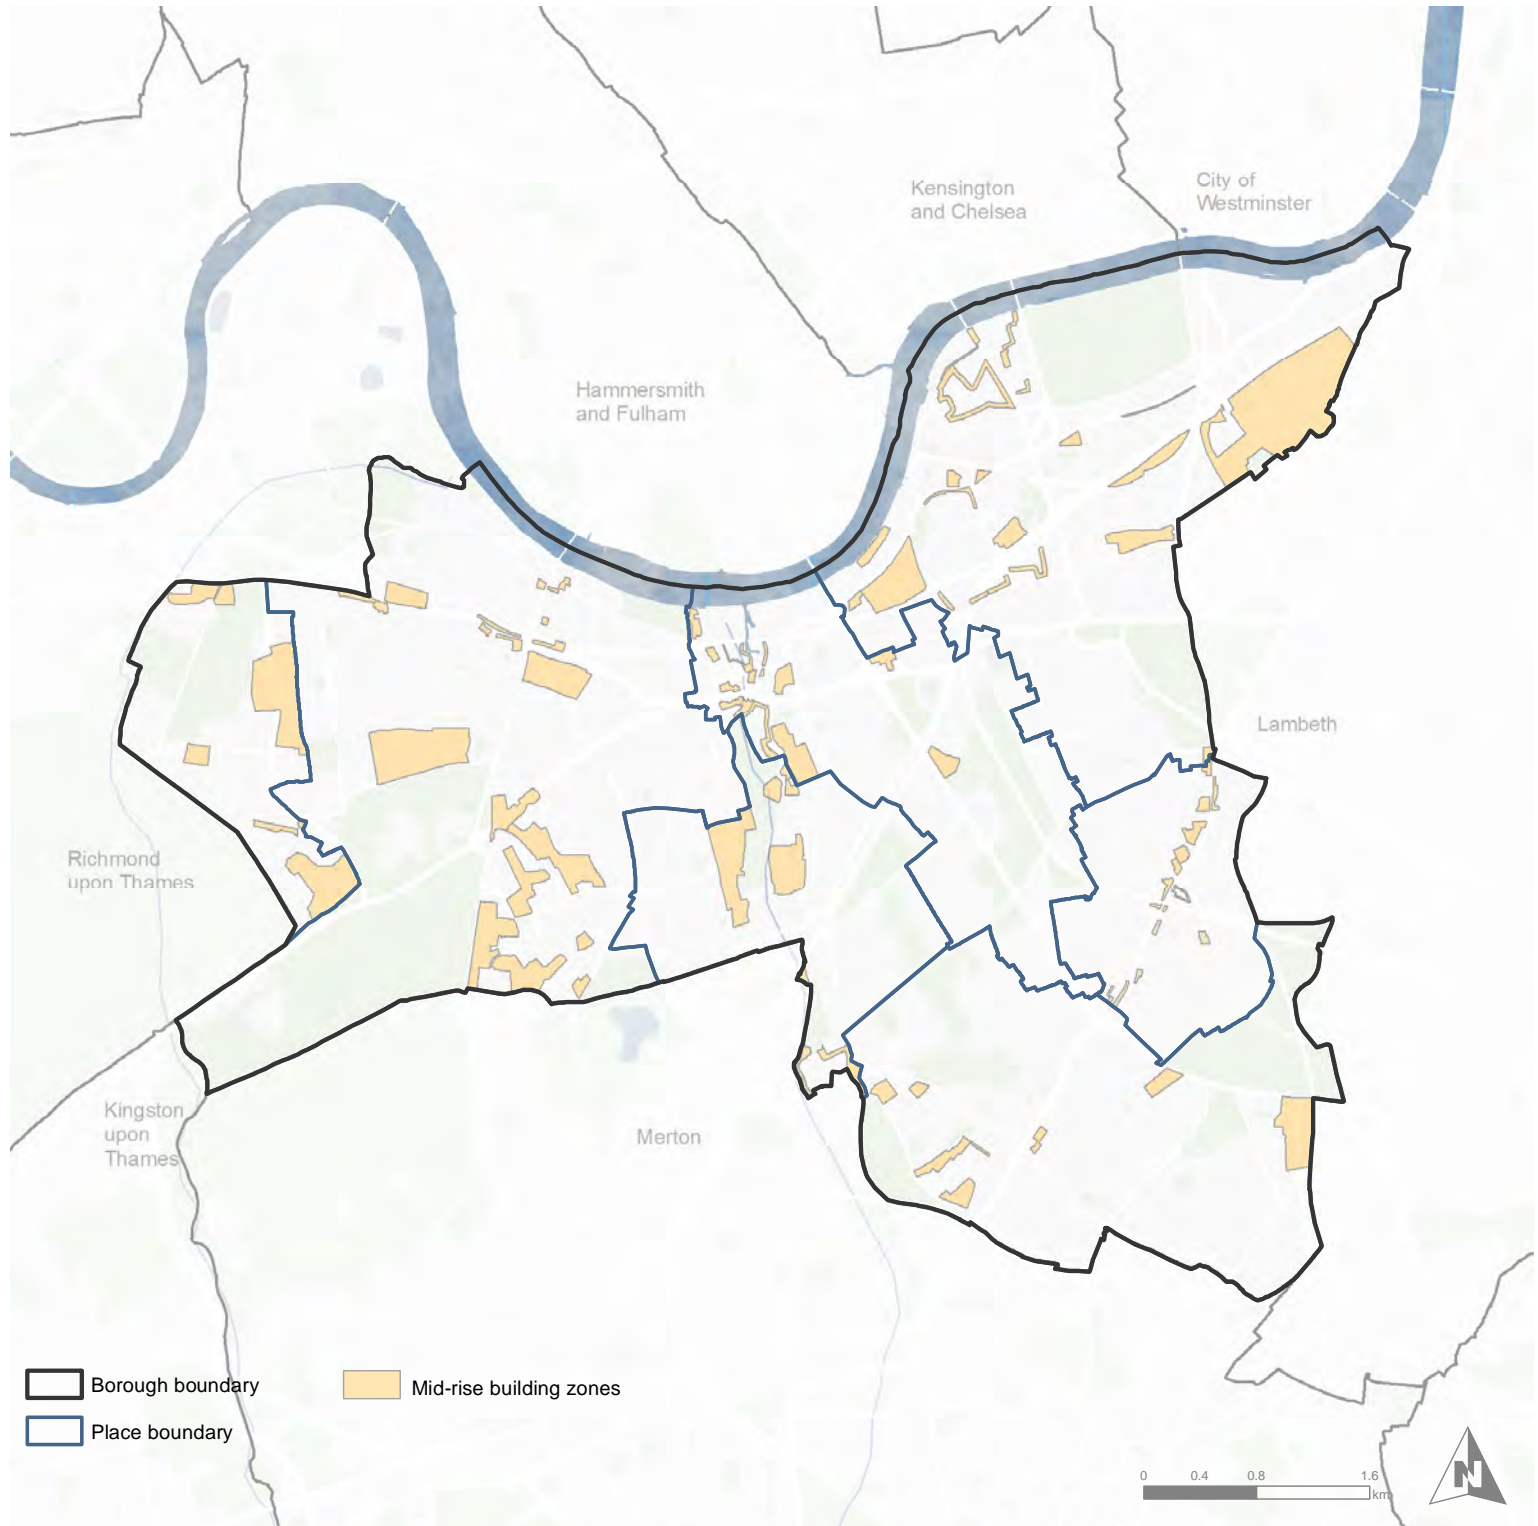 City of
Westminster
Kensington
and Chelsea
Hammersmith
and Fulham
Lambeth
Richmond
upon Thames
Kingston
upon
Thames
Merton
Borough boundary
Mid-rise building zones
Place boundary
0 0.4 0.8 1.6
km
N